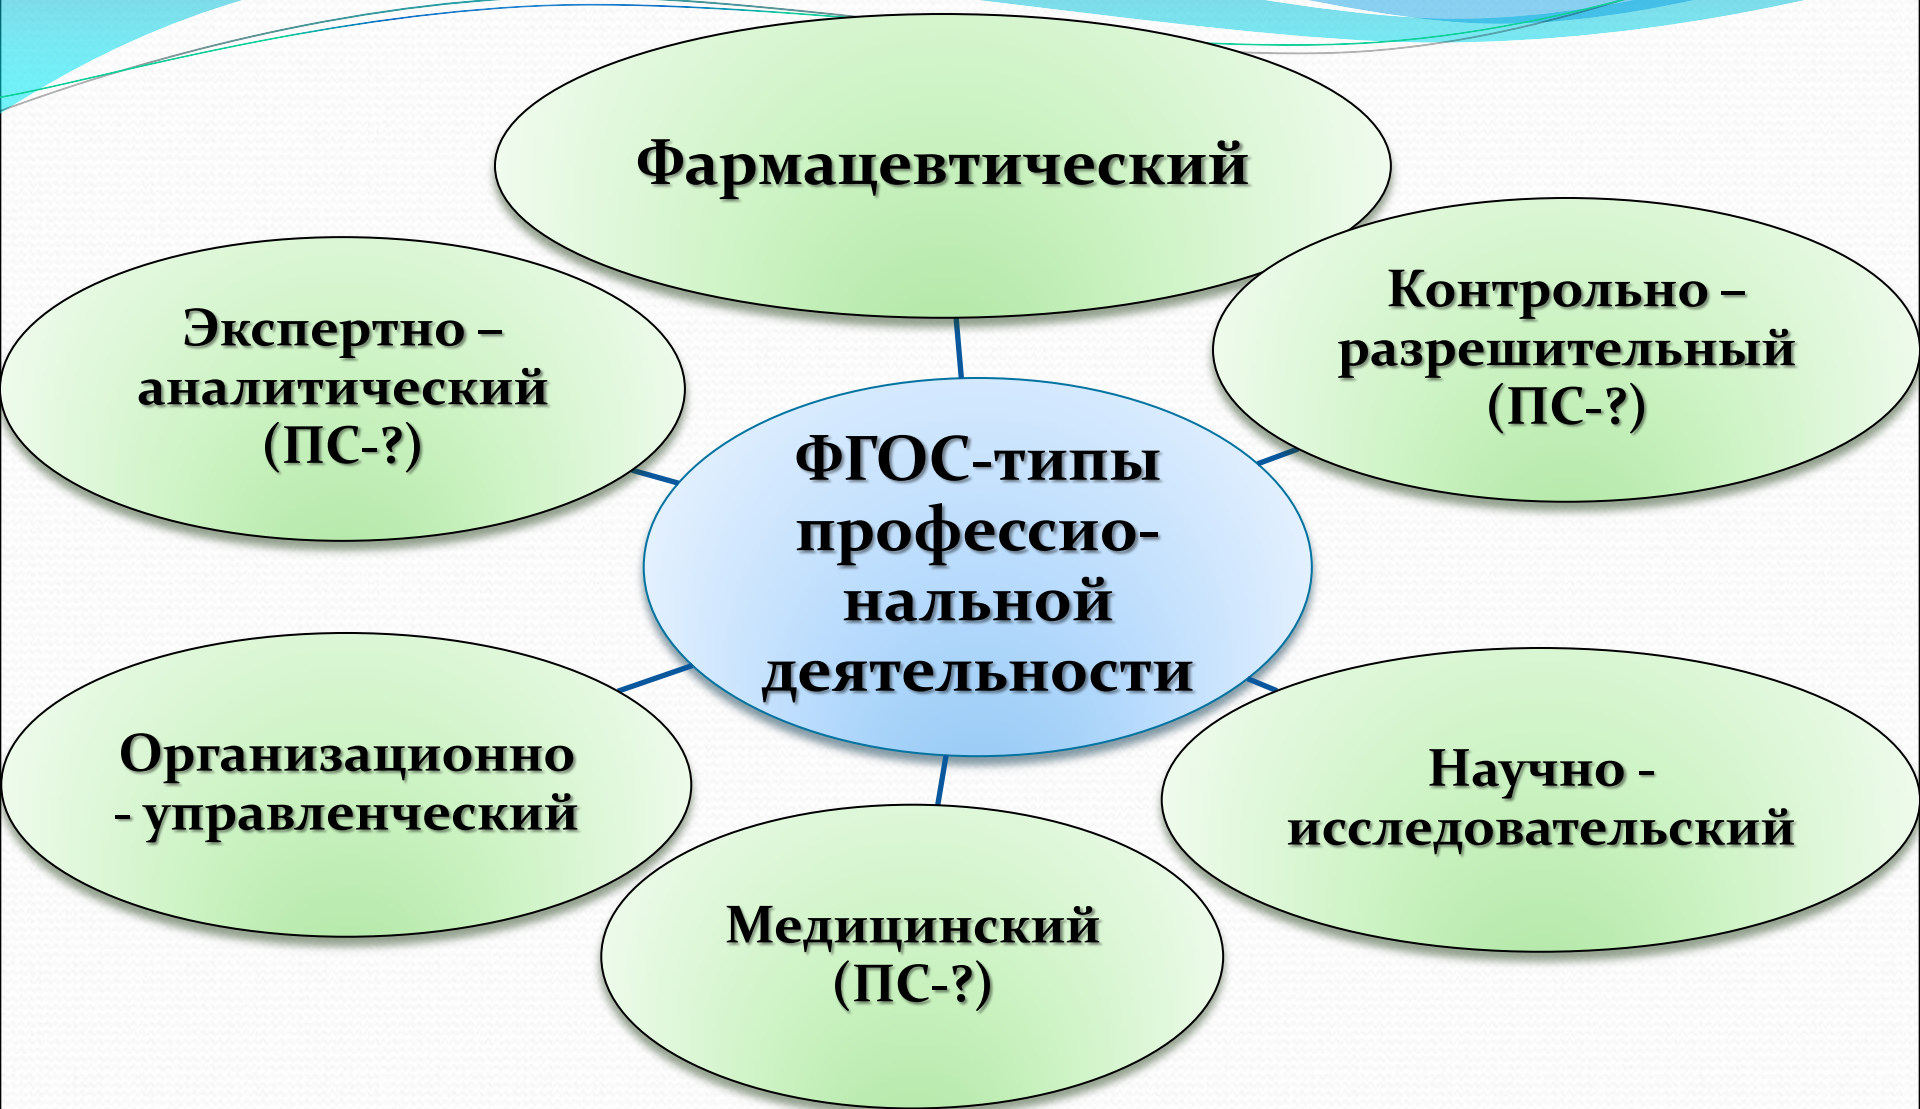 Фармацевтический
Контрольно –
разрешительный
(ПС-?)
Экспертно –
аналитический
(ПС-?)
ФГОС-типы
профессио-
нальной
деятельности
Организационно
- управленческий
Научно -
исследовательский
Медицинский
(ПС-?)